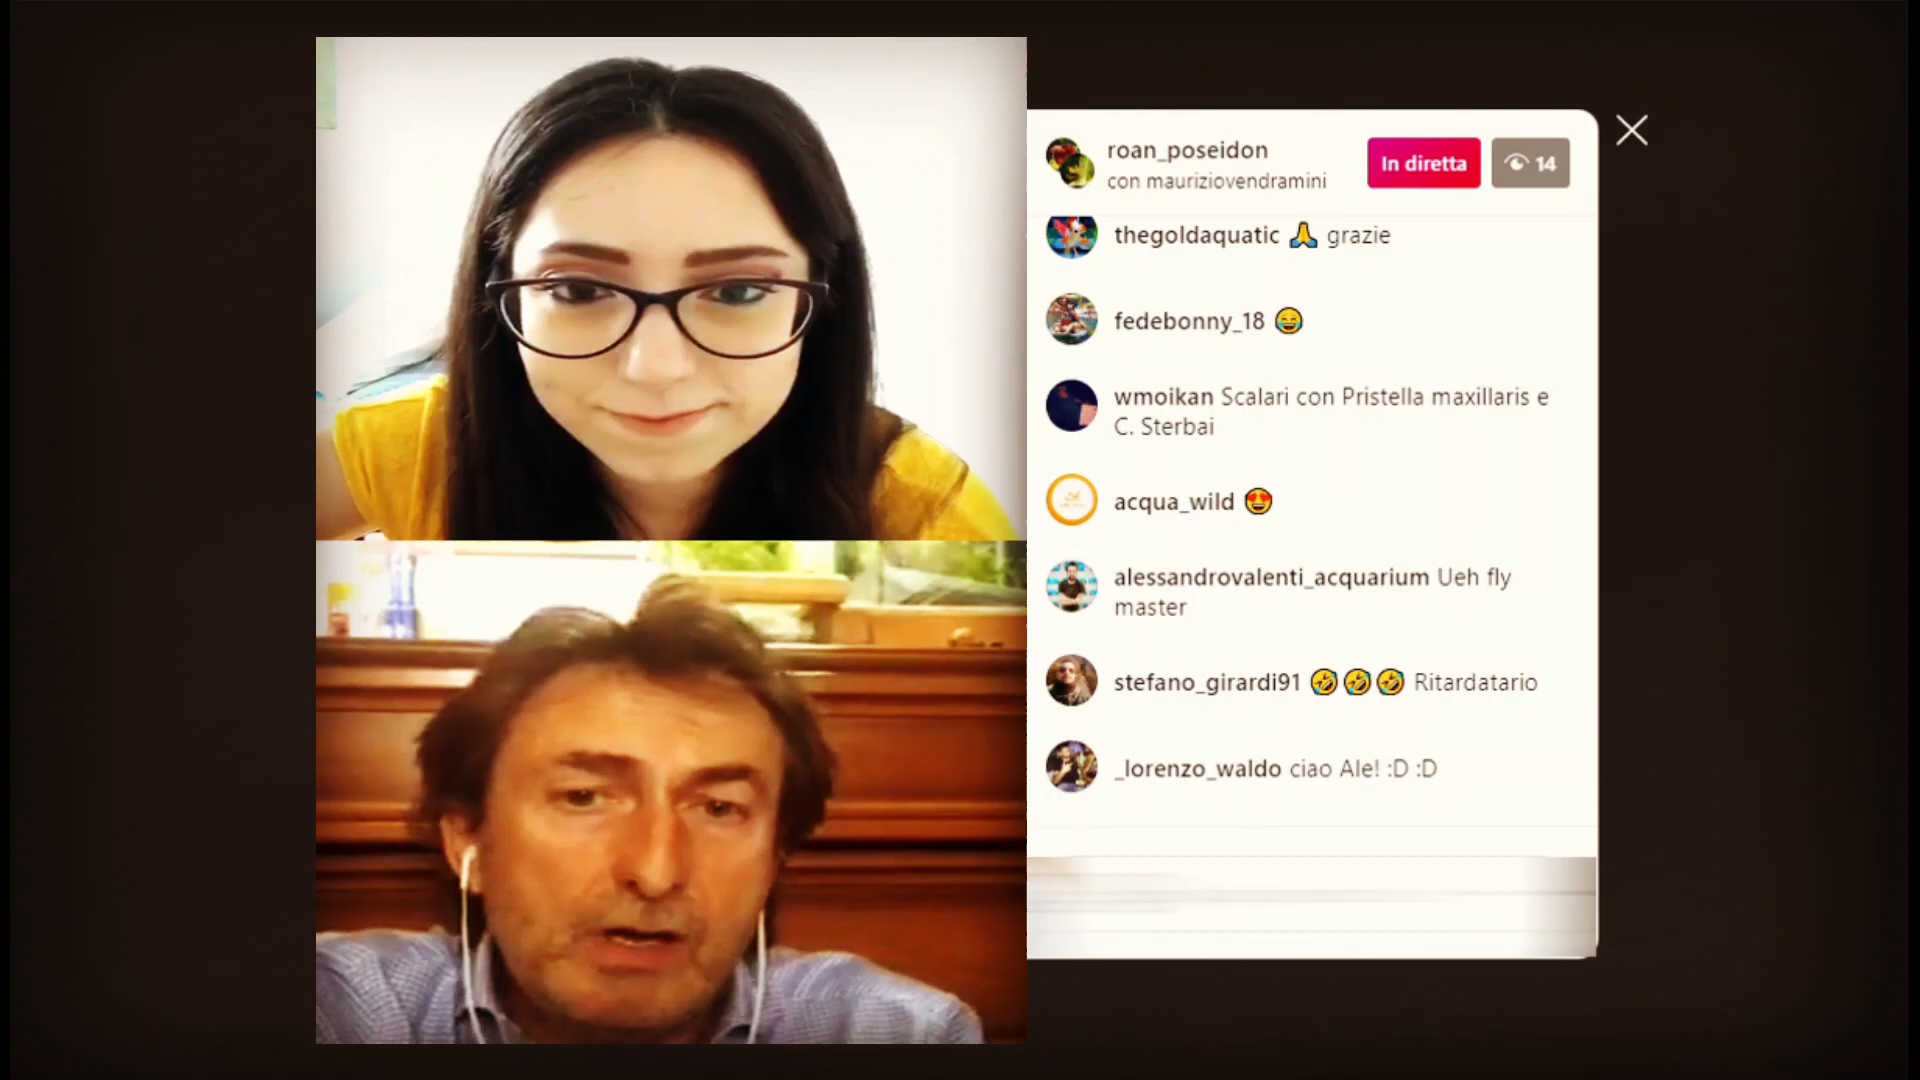 roan_poseidon
con mauriziovendramini
In diretta
14
thegoldaquatic 🙏 grazie
fedebonny_18 😂
wmoikan Scalari con Pristella maxillaris e
C. Sterbai
acqua_wild 😍
alessandrovalenti_acquarium Ueh fly
master
stefano_girardi91 🤣🤣🤣 Ritardatario
_lorenzo_waldo ciao Ale! :D :D